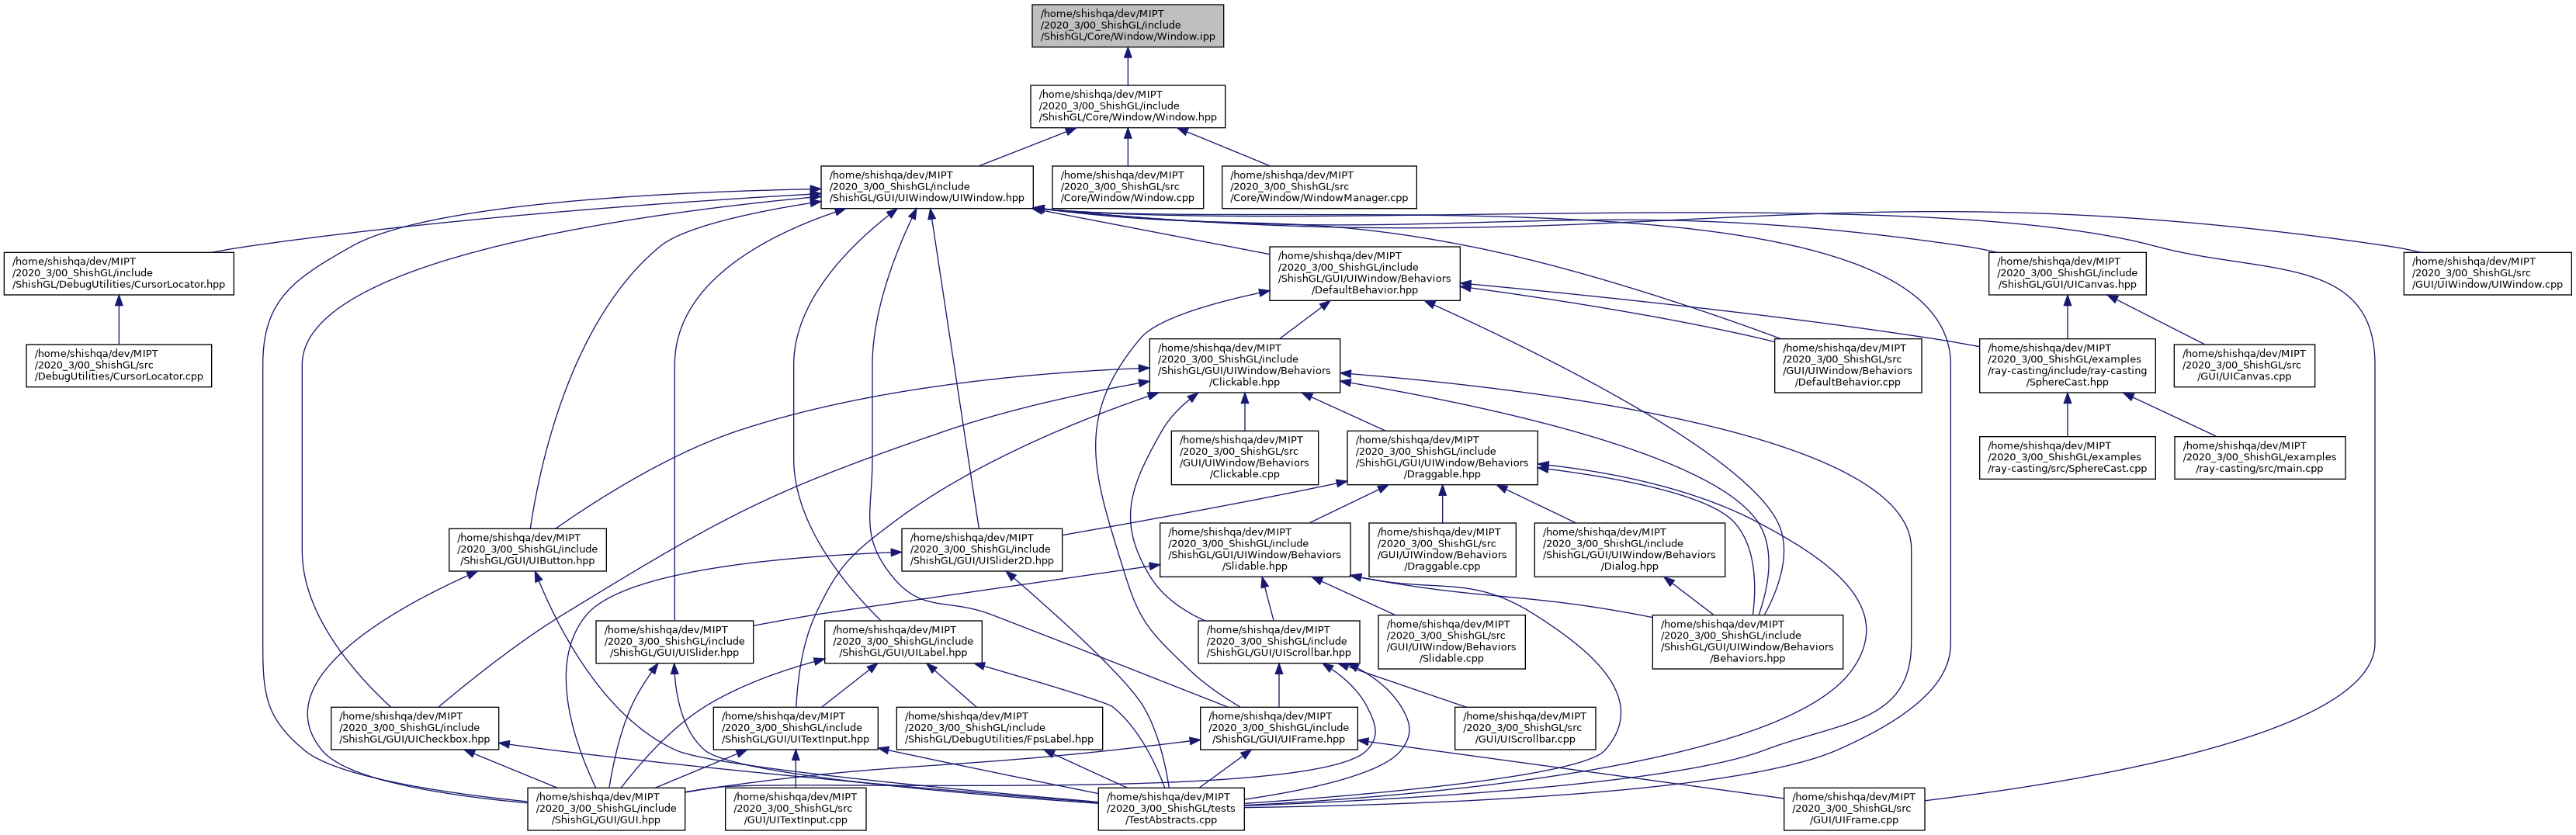 /home/shishqa/dev/MIPT
/2020_3/00_ShishGL/include
/ShishGL/Core/Window/Window.ipp
/home/shishqa/dev/MIPT
/2020_3/00_ShishGL/include
/ShishGL/Core/Window/Window.hpp
/home/shishqa/dev/MIPT
/2020_3/00_ShishGL/include
/ShishGL/GUI/UIWindow/UIWindow.hpp
/home/shishqa/dev/MIPT
/2020_3/00_ShishGL/src
/Core/Window/Window.cpp
/home/shishqa/dev/MIPT
/2020_3/00_ShishGL/src
/Core/Window/WindowManager.cpp
/home/shishqa/dev/MIPT
/2020_3/00_ShishGL/include
/ShishGL/DebugUtilities/CursorLocator.hpp
/home/shishqa/dev/MIPT
/2020_3/00_ShishGL/include
/ShishGL/GUI/UIWindow/Behaviors
/DefaultBehavior.hpp
/home/shishqa/dev/MIPT
/2020_3/00_ShishGL/include
/ShishGL/GUI/UICanvas.hpp
/home/shishqa/dev/MIPT
/2020_3/00_ShishGL/src
/GUI/UIWindow/UIWindow.cpp
/home/shishqa/dev/MIPT
/2020_3/00_ShishGL/src
/DebugUtilities/CursorLocator.cpp
/home/shishqa/dev/MIPT
/2020_3/00_ShishGL/include
/ShishGL/GUI/UIWindow/Behaviors
/Clickable.hpp
/home/shishqa/dev/MIPT
/2020_3/00_ShishGL/src
/GUI/UIWindow/Behaviors
/DefaultBehavior.cpp
/home/shishqa/dev/MIPT
/2020_3/00_ShishGL/examples
/ray-casting/include/ray-casting
/SphereCast.hpp
/home/shishqa/dev/MIPT
/2020_3/00_ShishGL/src
/GUI/UICanvas.cpp
/home/shishqa/dev/MIPT
/2020_3/00_ShishGL/src
/GUI/UIWindow/Behaviors
/Clickable.cpp
/home/shishqa/dev/MIPT
/2020_3/00_ShishGL/include
/ShishGL/GUI/UIWindow/Behaviors
/Draggable.hpp
/home/shishqa/dev/MIPT
/2020_3/00_ShishGL/examples
/ray-casting/src/SphereCast.cpp
/home/shishqa/dev/MIPT
/2020_3/00_ShishGL/examples
/ray-casting/src/main.cpp
/home/shishqa/dev/MIPT
/2020_3/00_ShishGL/include
/ShishGL/GUI/UIButton.hpp
/home/shishqa/dev/MIPT
/2020_3/00_ShishGL/include
/ShishGL/GUI/UISlider2D.hpp
/home/shishqa/dev/MIPT
/2020_3/00_ShishGL/include
/ShishGL/GUI/UIWindow/Behaviors
/Slidable.hpp
/home/shishqa/dev/MIPT
/2020_3/00_ShishGL/src
/GUI/UIWindow/Behaviors
/Draggable.cpp
/home/shishqa/dev/MIPT
/2020_3/00_ShishGL/include
/ShishGL/GUI/UIWindow/Behaviors
/Dialog.hpp
/home/shishqa/dev/MIPT
/2020_3/00_ShishGL/include
/ShishGL/GUI/UISlider.hpp
/home/shishqa/dev/MIPT
/2020_3/00_ShishGL/include
/ShishGL/GUI/UILabel.hpp
/home/shishqa/dev/MIPT
/2020_3/00_ShishGL/include
/ShishGL/GUI/UIScrollbar.hpp
/home/shishqa/dev/MIPT
/2020_3/00_ShishGL/src
/GUI/UIWindow/Behaviors
/Slidable.cpp
/home/shishqa/dev/MIPT
/2020_3/00_ShishGL/include
/ShishGL/GUI/UIWindow/Behaviors
/Behaviors.hpp
/home/shishqa/dev/MIPT
/2020_3/00_ShishGL/include
/ShishGL/GUI/UICheckbox.hpp
/home/shishqa/dev/MIPT
/2020_3/00_ShishGL/include
/ShishGL/GUI/UITextInput.hpp
/home/shishqa/dev/MIPT
/2020_3/00_ShishGL/include
/ShishGL/DebugUtilities/FpsLabel.hpp
/home/shishqa/dev/MIPT
/2020_3/00_ShishGL/include
/ShishGL/GUI/UIFrame.hpp
/home/shishqa/dev/MIPT
/2020_3/00_ShishGL/src
/GUI/UIScrollbar.cpp
/home/shishqa/dev/MIPT
/2020_3/00_ShishGL/include
/ShishGL/GUI/GUI.hpp
/home/shishqa/dev/MIPT
/2020_3/00_ShishGL/src
/GUI/UITextInput.cpp
/home/shishqa/dev/MIPT
/2020_3/00_ShishGL/tests
/TestAbstracts.cpp
/home/shishqa/dev/MIPT
/2020_3/00_ShishGL/src
/GUI/UIFrame.cpp